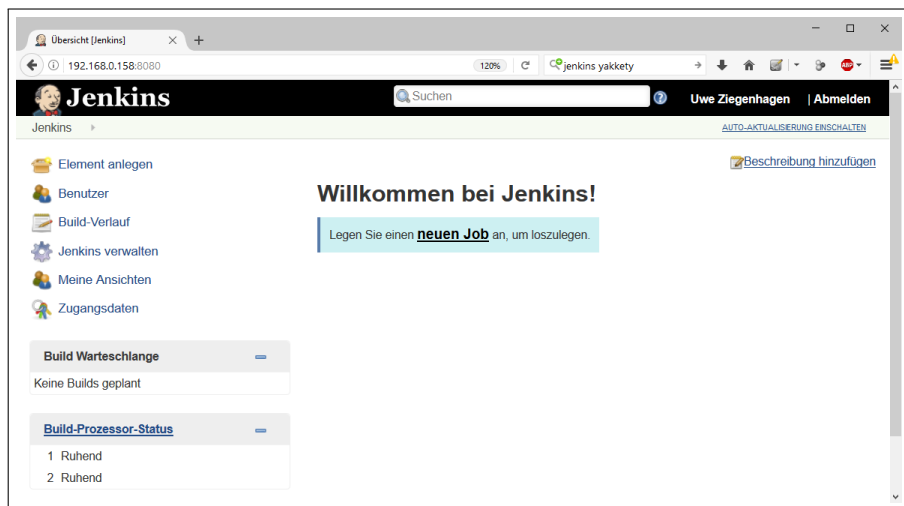 Übersicht [Jenkins]
192.168.0.158:8080 120% jenkins yakkety ABP
Jenkins Suchen Uwe Ziegenhagen | Abmelden
Jenkins AUTO-AKTUALISIERUNG EINSCHALTEN
Beschreibung hinzufügen
Element anlegen
Benutzer
Build-Verlauf
Jenkins verwalten
Meine Ansichten
Zugangsdaten
Willkommen bei Jenkins!
Legen Sie einen neuen Job an, um loszulegen.
Build Warteschlange
Keine Builds geplant
Build-Prozessor-Status
1 Ruhend
2 Ruhend